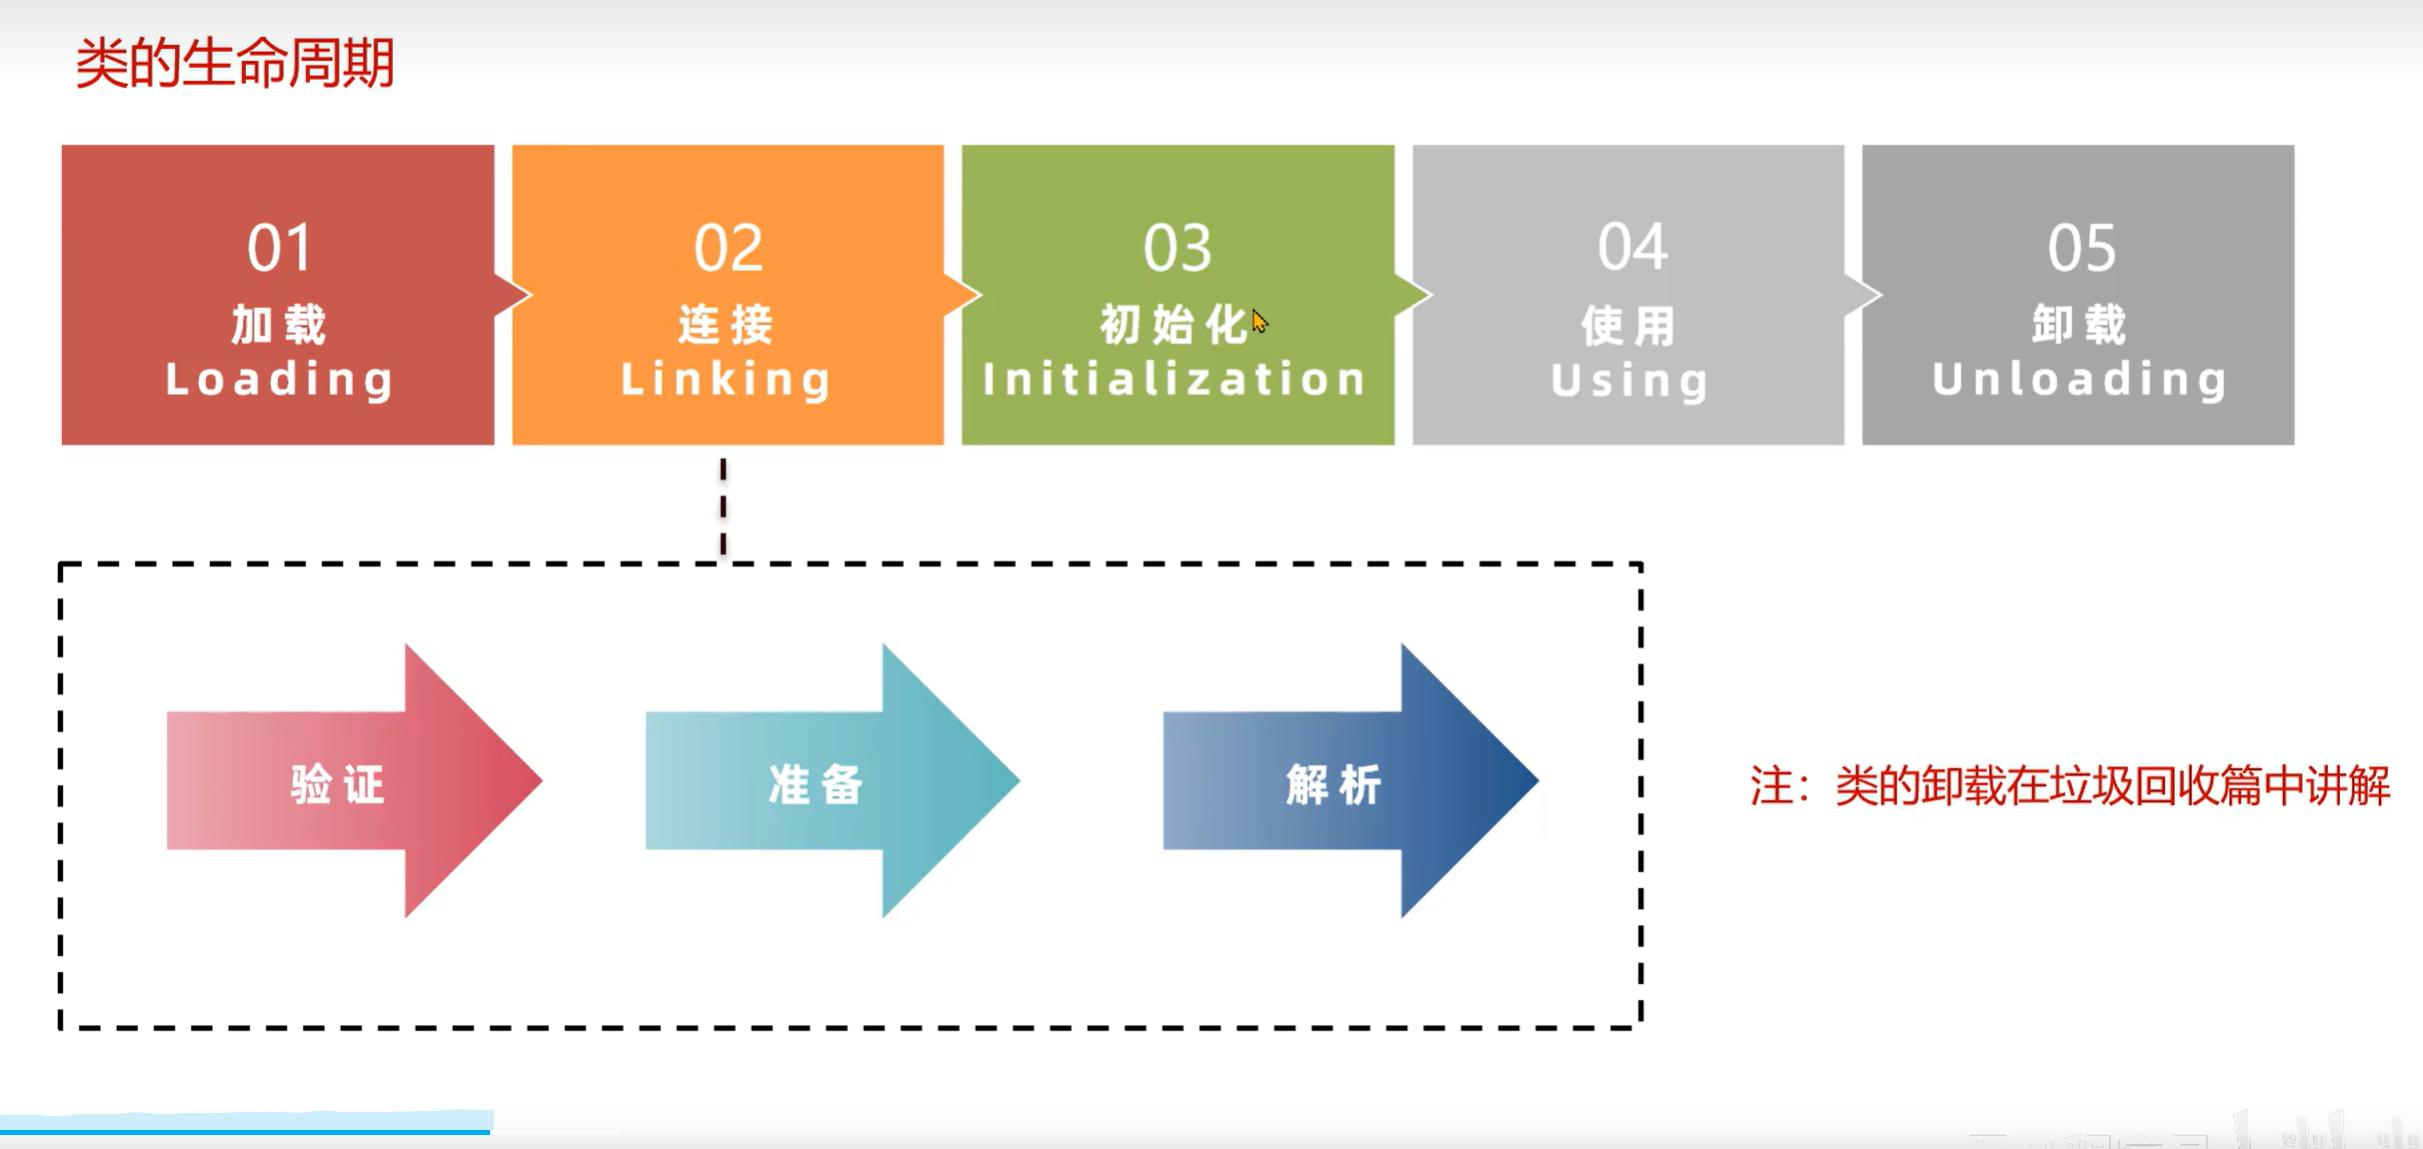 类的生命周期
01
加载
Loading
02
连接
Linking
03
初始化
Initialization
04
使用
Using
05
卸载
Unloading
验证
准备
解析
注：类的卸载在垃圾回收篇中讲解